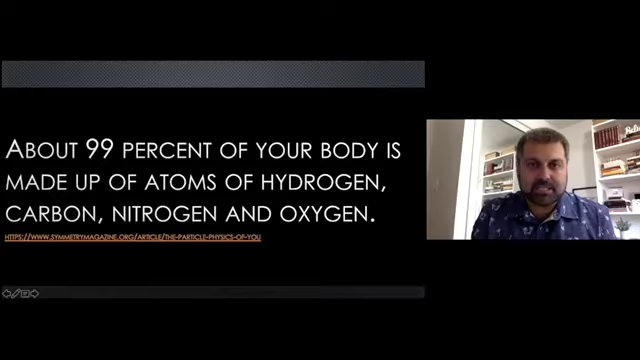 ABOUT 99 PERCENT OF YOUR BODY IS
MADE UP OF ATOMS OF HYDROGEN,
CARBON, NITROGEN AND OXYGEN.
HTTPS://WWW.SYMMETRYMAGAZINE.ORG/ARTICLE/THE-PARTICLE-PHYSICS-OF-YOU